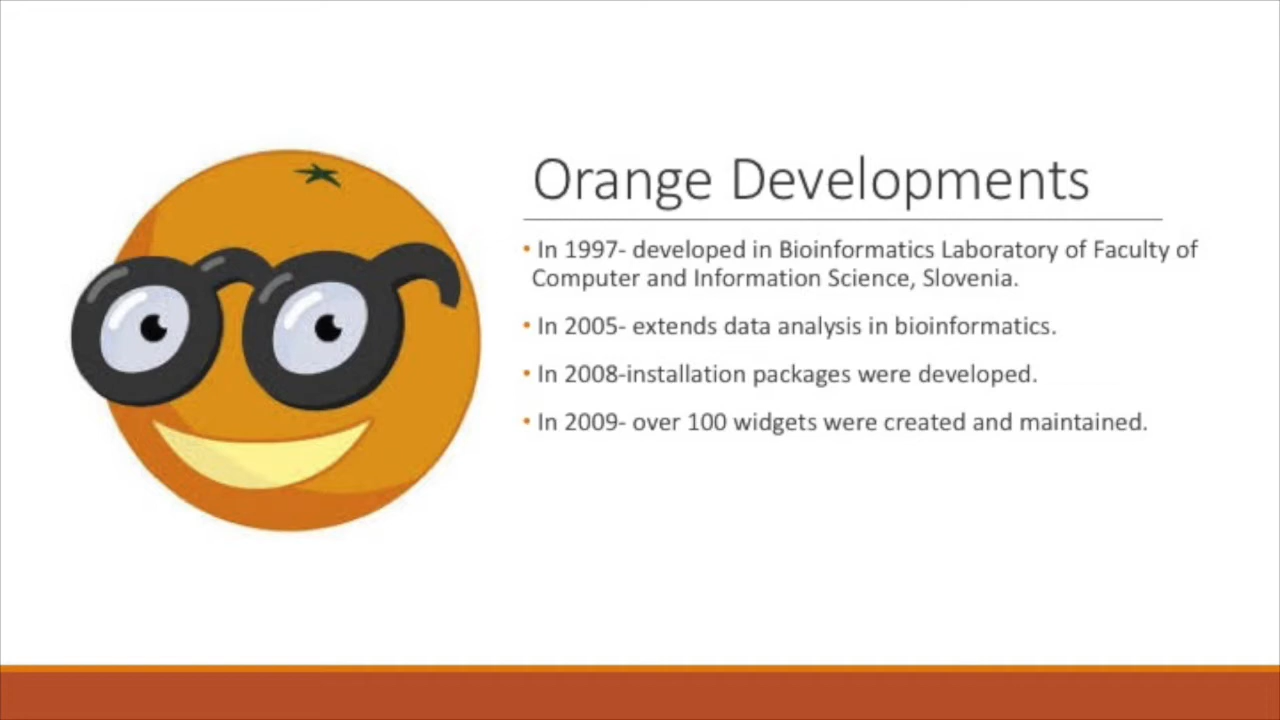 Orange Developments
• In 1997- developed in Bioinformatics Laboratory of Faculty of
Computer and Information Science, Slovenia.
• In 2005- extends data analysis in bioinformatics.
• In 2008-installation packages were developed.
• In 2009- over 100 widgets were created and maintained.